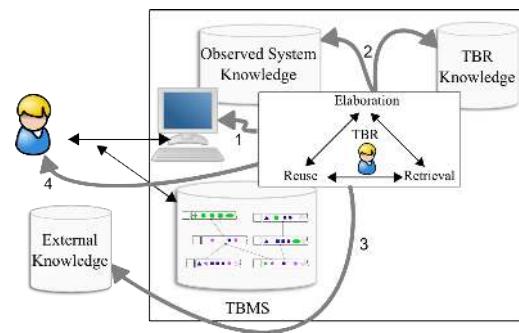 Observed System
Knowledge
2
TBR
Knowledge
Elaboration
TBR
Reuse
Retrieval
1
4
3
External
Knowledge
TBMS